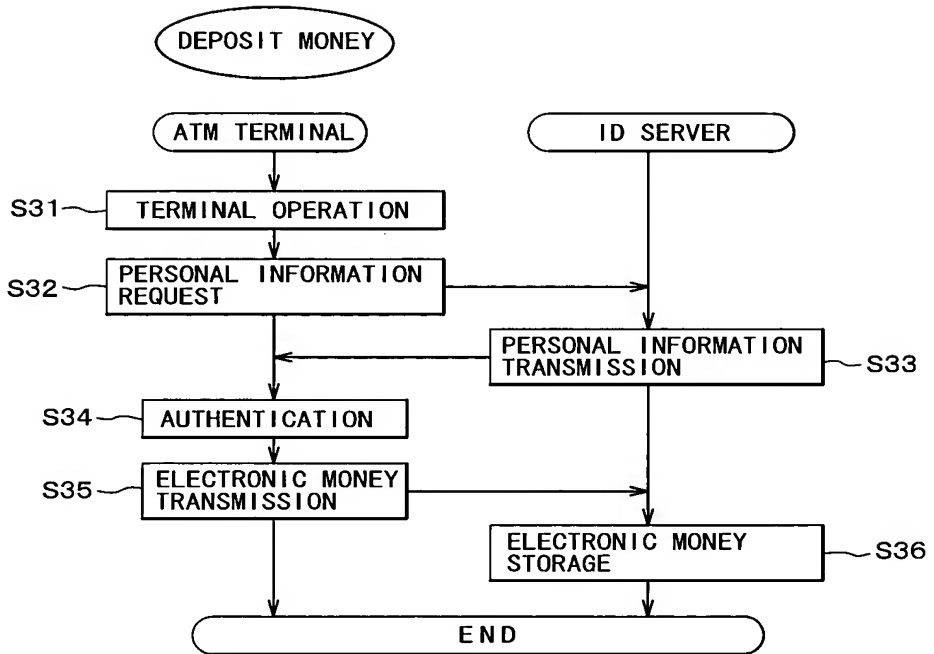 DEPOSIT MONEY
ATM TERMINAL
ID SERVER
S31
TERMINAL OPERATION
S32
PERSONAL INFORMATION
REQUEST
PERSONAL INFORMATION
TRANSMISSION
S33
S34
AUTHENTICATION
S35
ELECTRONIC MONEY
TRANSMISSION
ELECTRONIC MONEY
STORAGE
S36
END